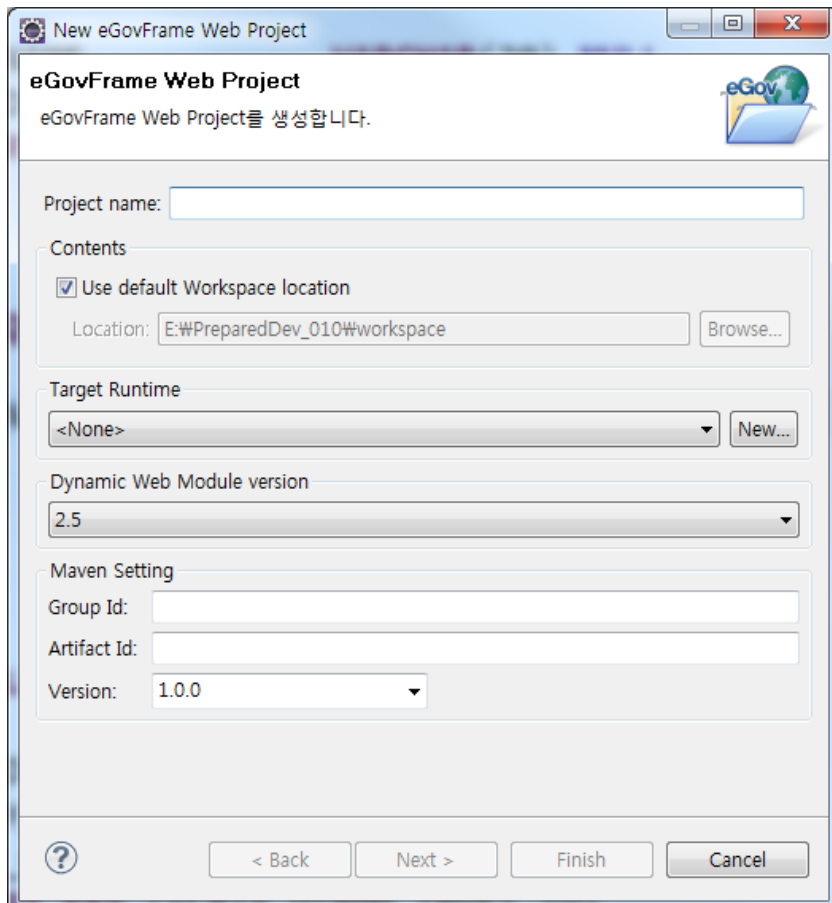 New eGovFrame Web Project
eGovFrame Web Project
eGovFrame Web Project를 생성합니다.
eGov
Project name:
Contents
Use default Workspace location
Location: E:₩PreparedDev_010₩workspace Browse...
Target Runtime
<None> New...
Dynamic Web Module version
2.5
Maven Setting
Group Id:
Artifact Id:
Version: 1.0.0
? < Back Next > Finish Cancel